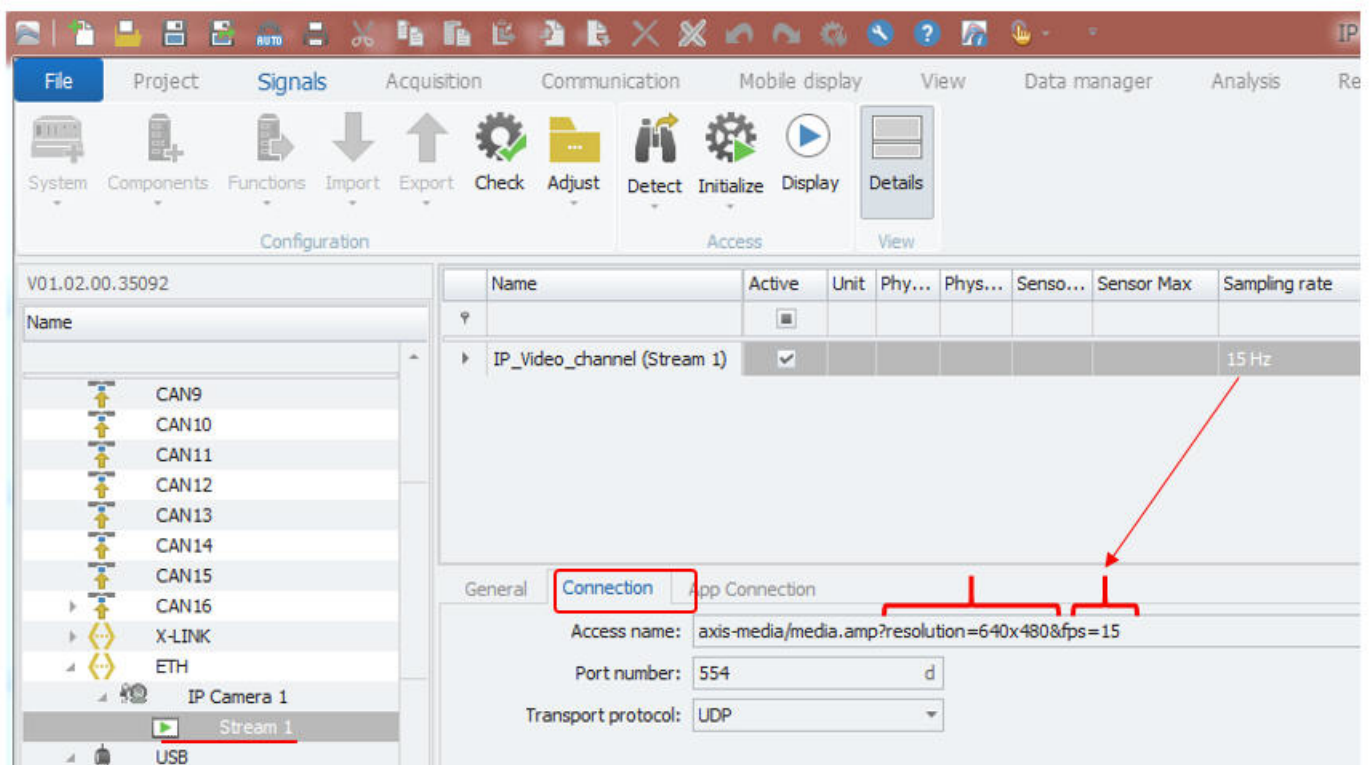 AUTO
IP
File Project Signals Acquisition Communication Mobile display View Data manager Analysis Re
System Components Functions Import Export Check Adjust Detect Initialize Display Details
Configuration Access View
V01.02.00.35092
Name
CAN9
CAN10
CAN11
CAN12
CAN13
CAN14
CAN15
CAN16
X-LINK
ETH
IP Camera 1
Stream 1
USB
Name Active Unit Phy... Phys... Senso... Sensor Max Sampling rate
IP_Video_channel (Stream 1) 15 Hz
General Connection App Connection
Access name: axis-media/media.amp?resolution=640x480&fps=15
Port number: 554 d
Transport protocol: UDP